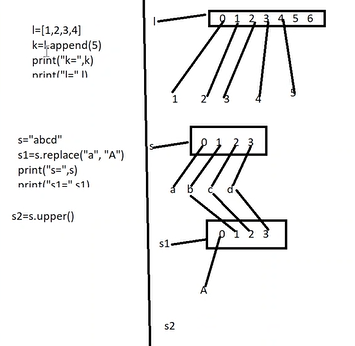 l=[1,2,3,4]
k=l.append(5)
print("k=",k)
print("l=",l)
s="abcd"
s1=s.replace("a", "A")
print("s=",s)
print("s1=",s1)
s2=s.upper()
l
0 1 2 3 4 5 6
1 2 3 4 5
s
0 1 2 3
a b c d
s1
0 1 2 3
A
s2